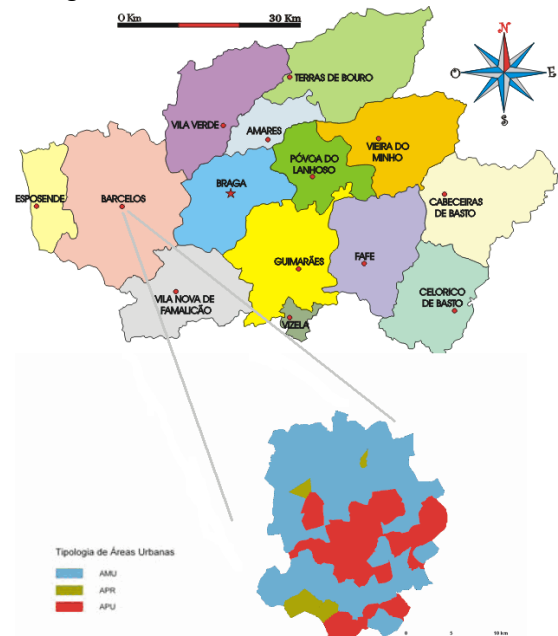 0 Km
30 Km
N
O
E
S
TERRAS DE BOURO
VILA VERDE
AMARES
VIEIRA DO
MINHO
PÓVOA DO
LANHOSO
BRAGA
ESPOSENDE
BARCELOS
CABECEIRAS
DE BASTO
GUIMARÃES
FAFE
VILA NOVA DE
FAMALICÃO
CELORICO
DE BASTO
VIZELA
Tipologia de Áreas Urbanas
AMU
APR
APU
0
5
10 km